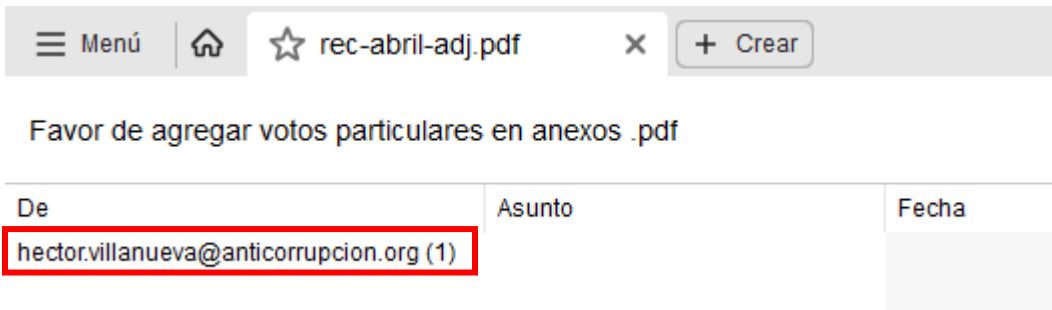 Menú rec-abril-adj.pdf + Crear
Favor de agregar votos particulares en anexos .pdf
De Asunto Fecha
hector.villanueva@anticorrupcion.org (1)